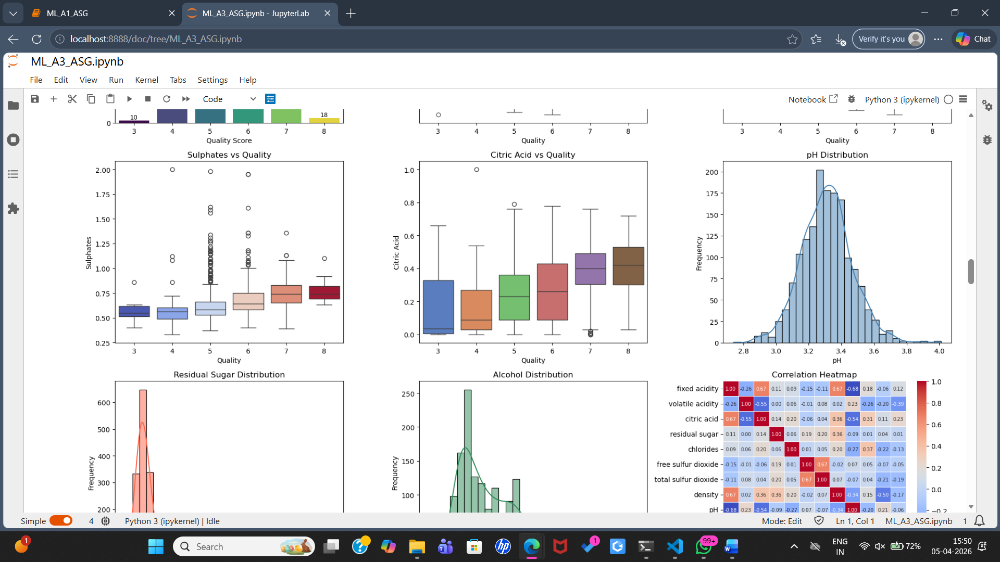 ML_A1_ASG
ML_A3_ASG.ipynb - JupyterLab
localhost:8888/doc/tree/ML_A3_ASG.ipynb
Verify it's you
Chat
ML_A3_ASG.ipynb
File Edit View Run Kernel Tabs Settings Help
Code
Notebook
Python 3 (ipykernel)
0
10
18
3 4 5 6 7 8
Quality Score
3 4 5 6 7 8
Quality
3 4 5 6 7 8
Quality
Sulphates vs Quality
2.00
1.75
1.50
1.25
1.00
0.75
0.50
0.25
Sulphates
3 4 5 6 7 8
Quality
Citric Acid vs Quality
1.0
0.8
0.6
0.4
0.2
0.0
Citric Acid
3 4 5 6 7 8
Quality
pH Distribution
200
175
150
125
100
75
50
25
0
Frequency
2.8 3.0 3.2 3.4 3.6 3.8 4.0
pH
Residual Sugar Distribution
600
500
400
300
200
Frequency
Alcohol Distribution
250
200
150
100
Frequency
Correlation Heatmap
fixed acidity 1.00 -0.26 0.67 0.11 0.09 -0.15 -0.11 0.67 -0.68 0.18 -0.06 0.12
volatile acidity -0.26 1.00 -0.55 0.00 0.06 -0.01 0.08 0.02 0.23 -0.26 -0.20 -0.39
citric acid 0.67 -0.55 1.00 0.14 0.20 -0.06 0.04 0.36 -0.54 0.31 0.11 0.23
residual sugar 0.11 0.00 0.14 1.00 0.06 0.19 0.20 0.36 -0.09 0.01 0.04 0.01
chlorides 0.09 0.06 0.20 0.06 1.00 0.01 0.05 0.20 -0.27 0.37 -0.22 -0.13
free sulfur dioxide -0.15 -0.01 -0.06 0.19 0.01 1.00 0.67 -0.02 0.07 0.05 -0.07 -0.05
total sulfur dioxide -0.11 0.08 0.04 0.20 0.05 0.67 1.00 0.07 -0.07 0.04 -0.21 -0.19
density 0.67 0.02 0.36 0.36 0.20 -0.02 0.07 1.00 -0.34 0.15 -0.50 -0.17
pH -0.68 0.23 -0.54 -0.09 -0.27 0.07 -0.07 -0.34 1.00 -0.20 0.21 -0.06
1.0
0.8
0.6
0.4
0.2
0.0
-0.2
Simple
4
Python 3 (ipykernel) | Idle
Mode: Edit
Ln 1, Col 1
ML_A3_ASG.ipynb
1
1
Search
1
99+
ENG
IN
72%
15:50
05-04-2026